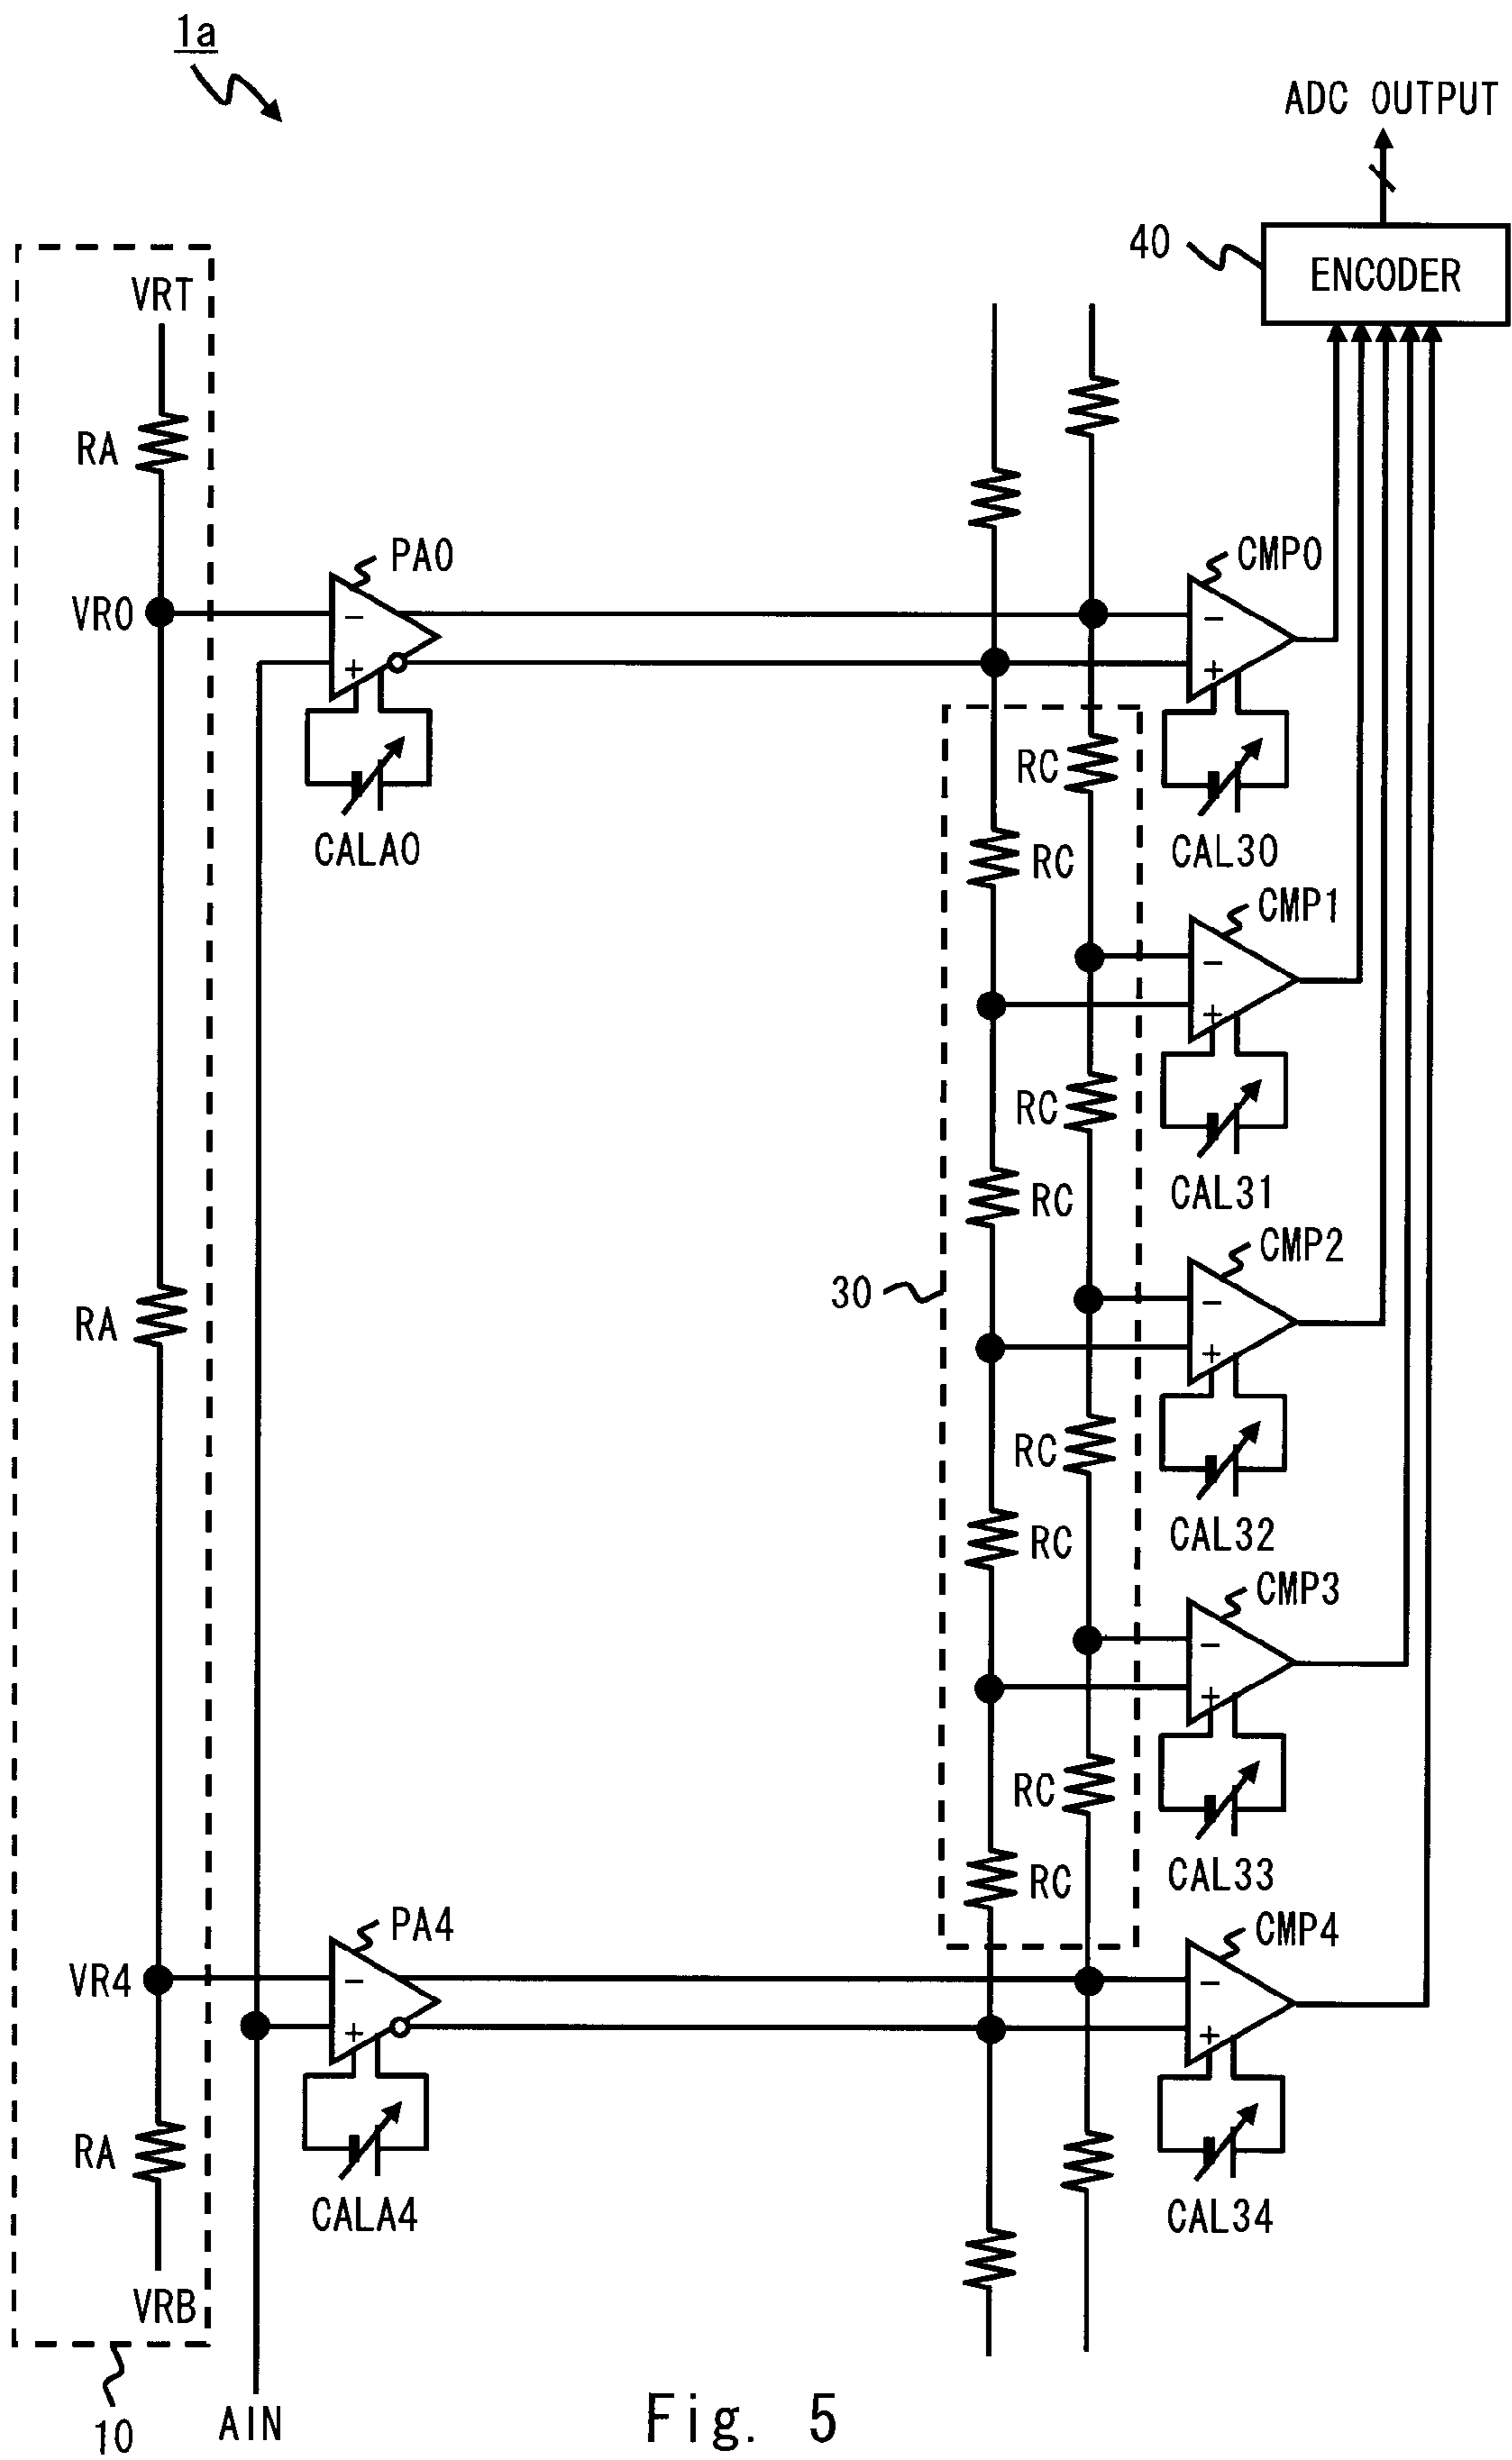 1a
ADC OUTPUT
40
ENCODER
VRT
RA
PA0
CMP0
VR0
−
+
−
+
RC
CALA0
RC
CAL30
CMP1
−
+
RC
CAL31
RC
CMP2
30
−
RA
+
RC
CAL32
RC
CMP3
−
+
RC
CAL33
RC
PA4
CMP4
VR4
−
+
−
+
RA
CALA4
CAL34
VRB
10
AIN
Fig. 5